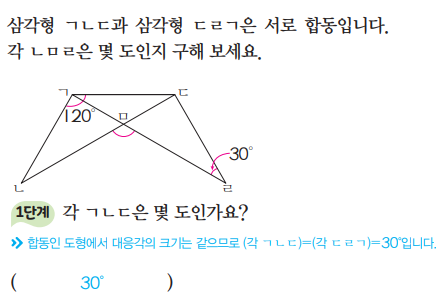 삼각형 ㄱㄴㄷ과 삼각형 ㄷㄹㄱ은 서로 합동입니다.
각 ㄴㅁㄹ은 몇 도인지 구해 보세요.
ㄱ ㄷ
120° ㅁ
30°
ㄴ ㄹ
1단계 각 ㄱㄴㄷ은 몇 도인가요?
≫ 합동인 도형에서 대응각의 크기는 같으므로 (각 ㄱㄴㄷ)=(각 ㄷㄹㄱ)=30°입니다.
( 30° )